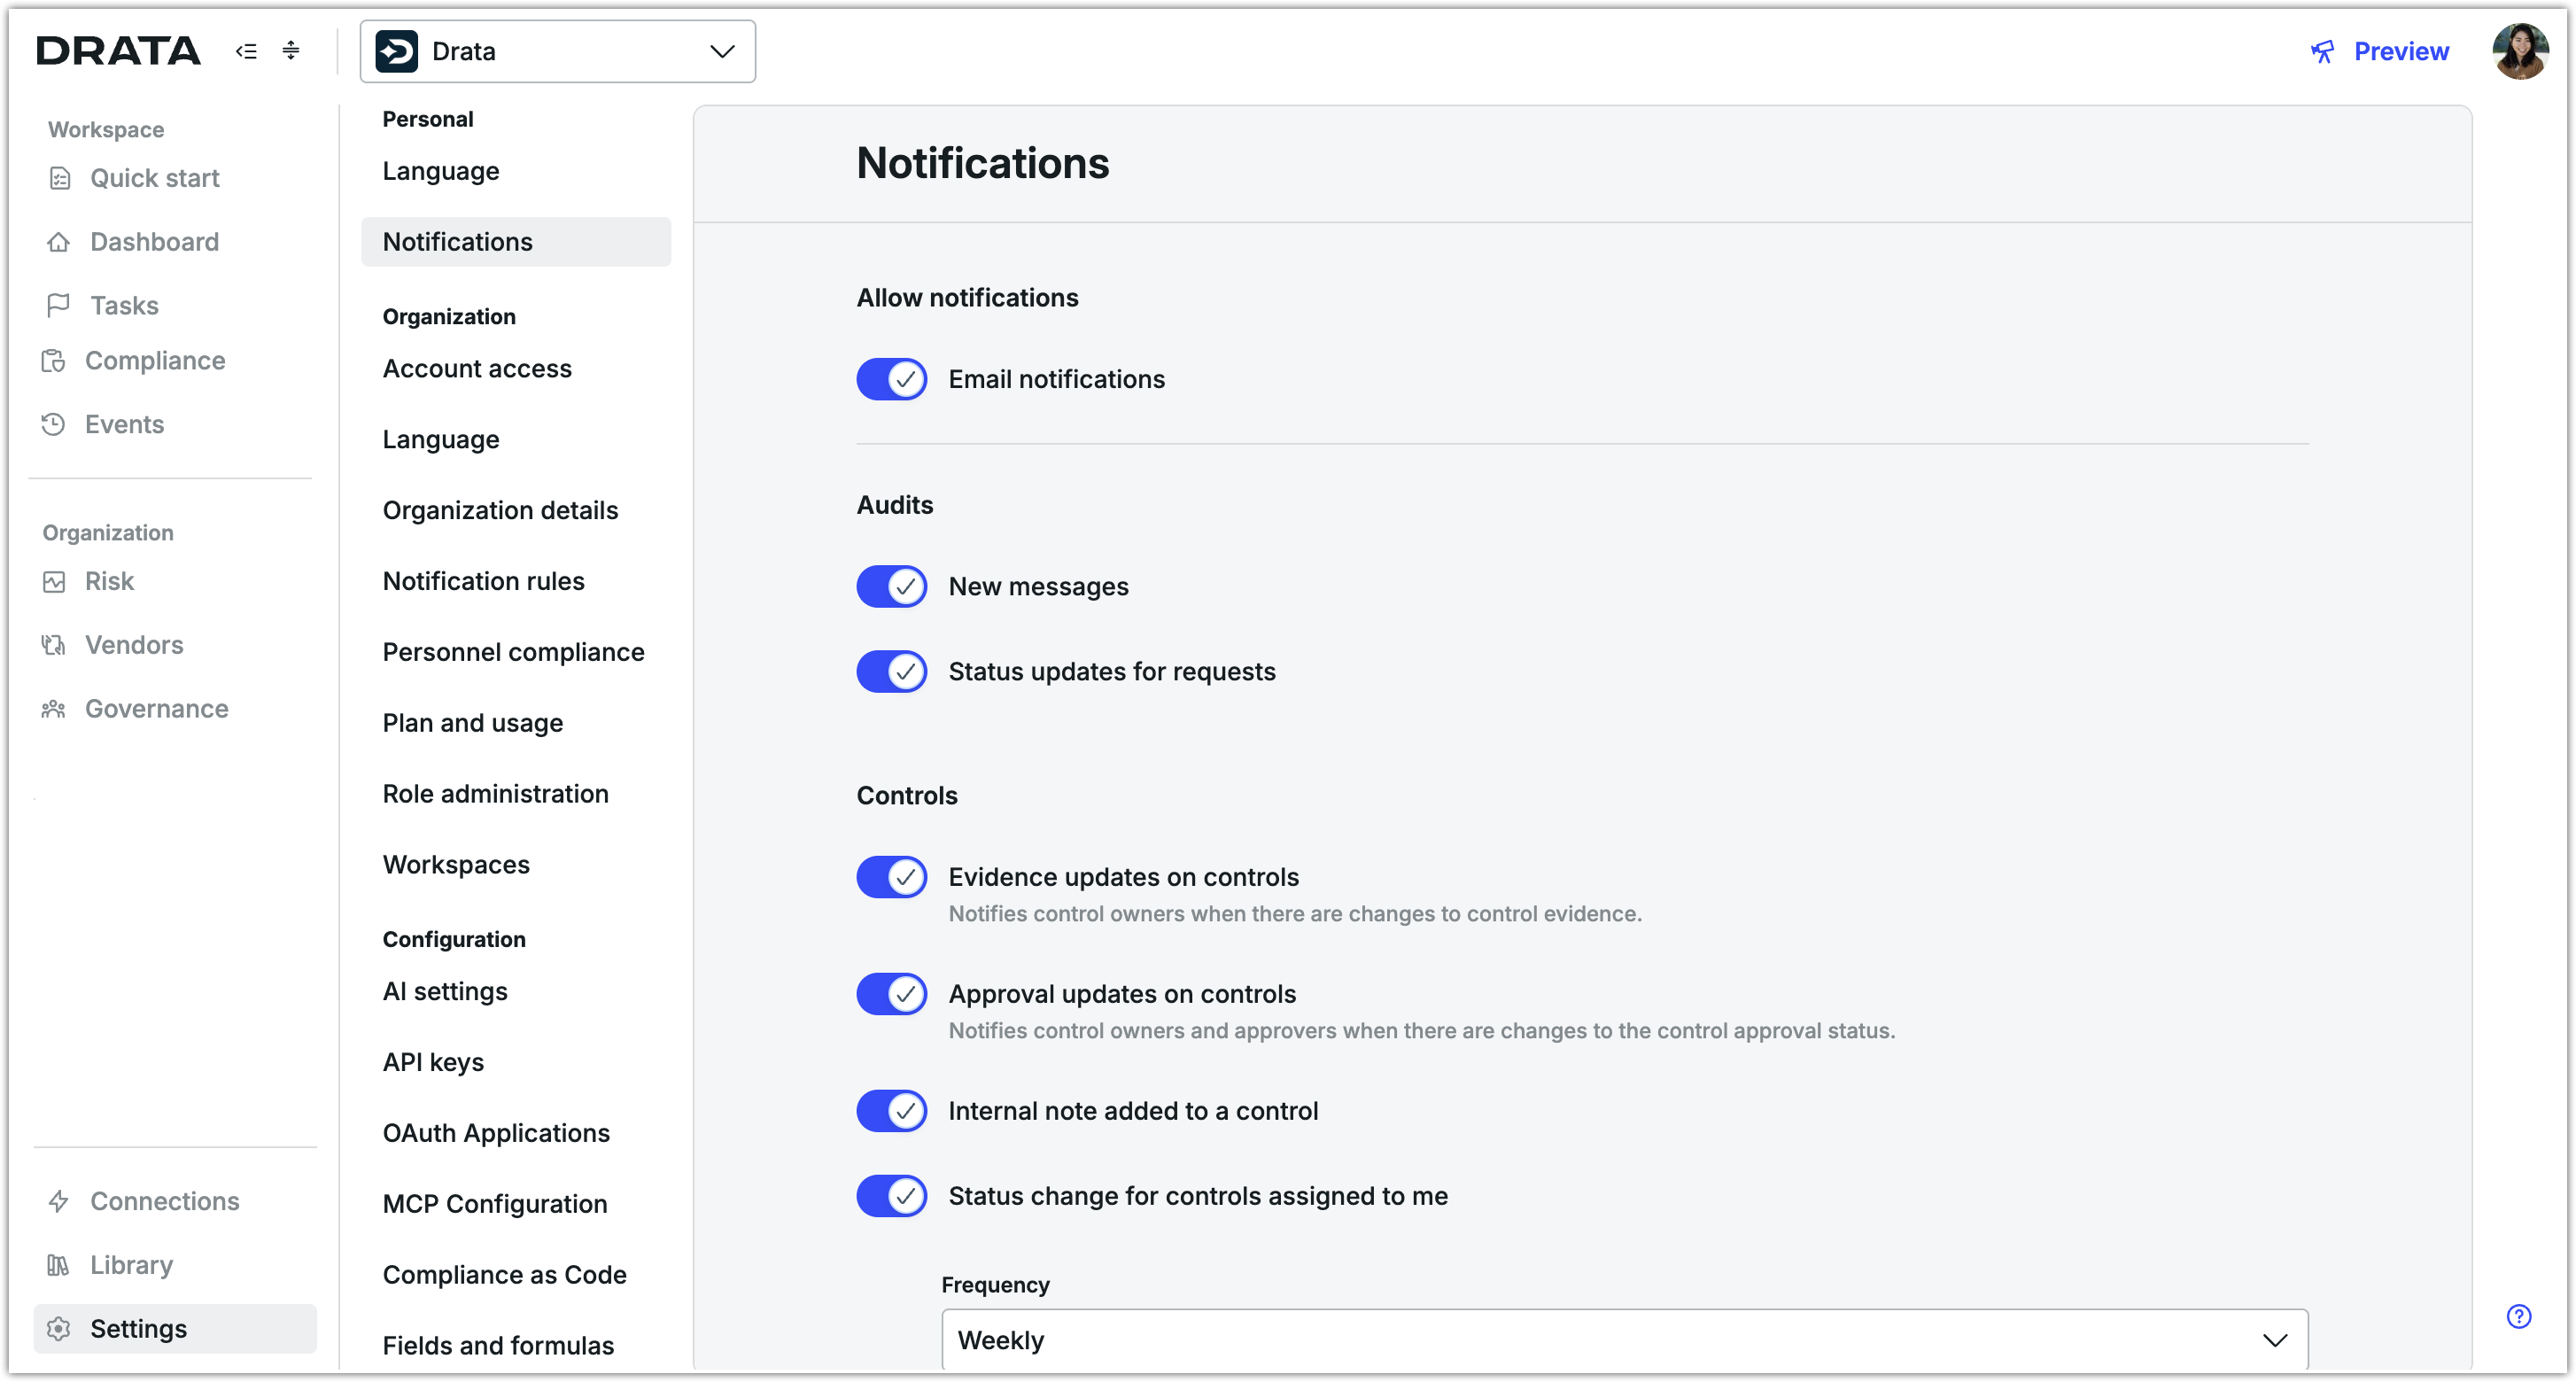 DRATA
Drata
Preview
Workspace
Quick start
Dashboard
Tasks
Compliance
Events
Organization
Risk
Vendors
Governance
Connections
Library
Settings
Personal
Language
Notifications
Organization
Account access
Language
Organization details
Notification rules
Personnel compliance
Plan and usage
Role administration
Workspaces
Configuration
AI settings
API keys
OAuth Applications
MCP Configuration
Compliance as Code
Fields and formulas
Notifications
Allow notifications
Email notifications
Audits
New messages
Status updates for requests
Controls
Evidence updates on controls
Notifies control owners when there are changes to control evidence.
Approval updates on controls
Notifies control owners and approvers when there are changes to the control approval status.
Internal note added to a control
Status change for controls assigned to me
Frequency
Weekly